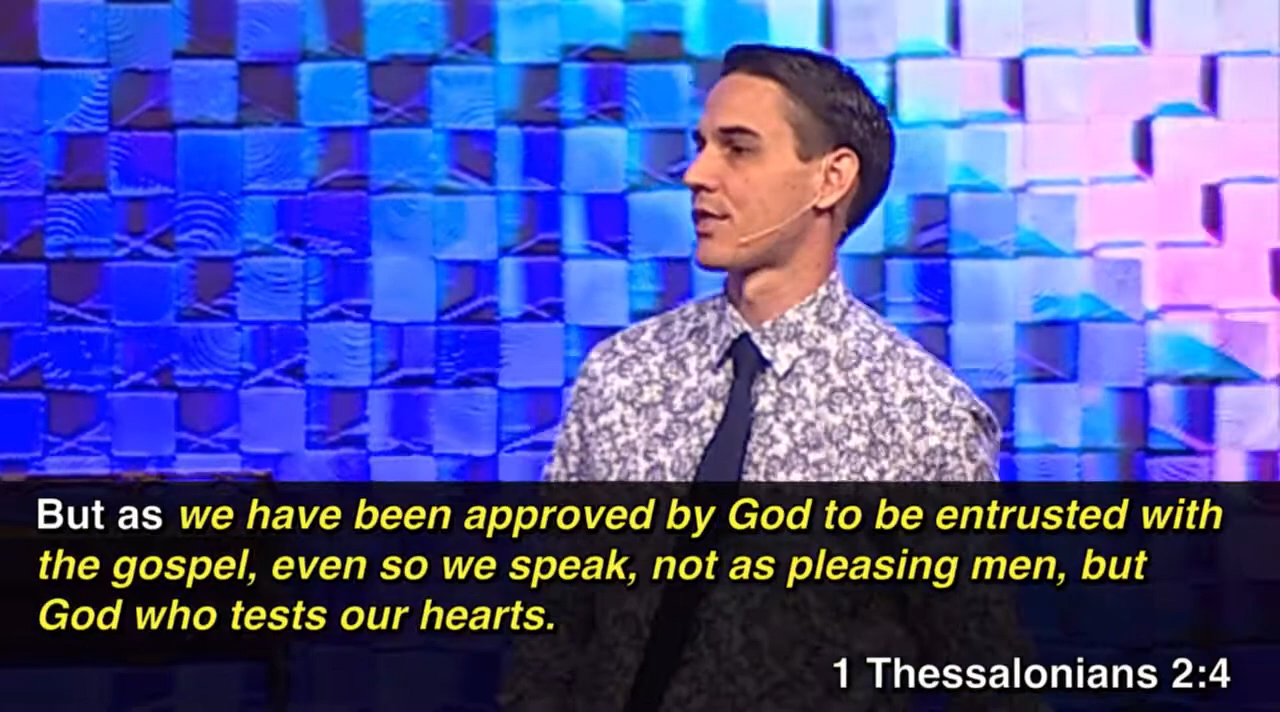 But as we have been approved by God to be entrusted with
the gospel, even so we speak, not as pleasing men, but
God who tests our hearts.
1 Thessalonians 2:4